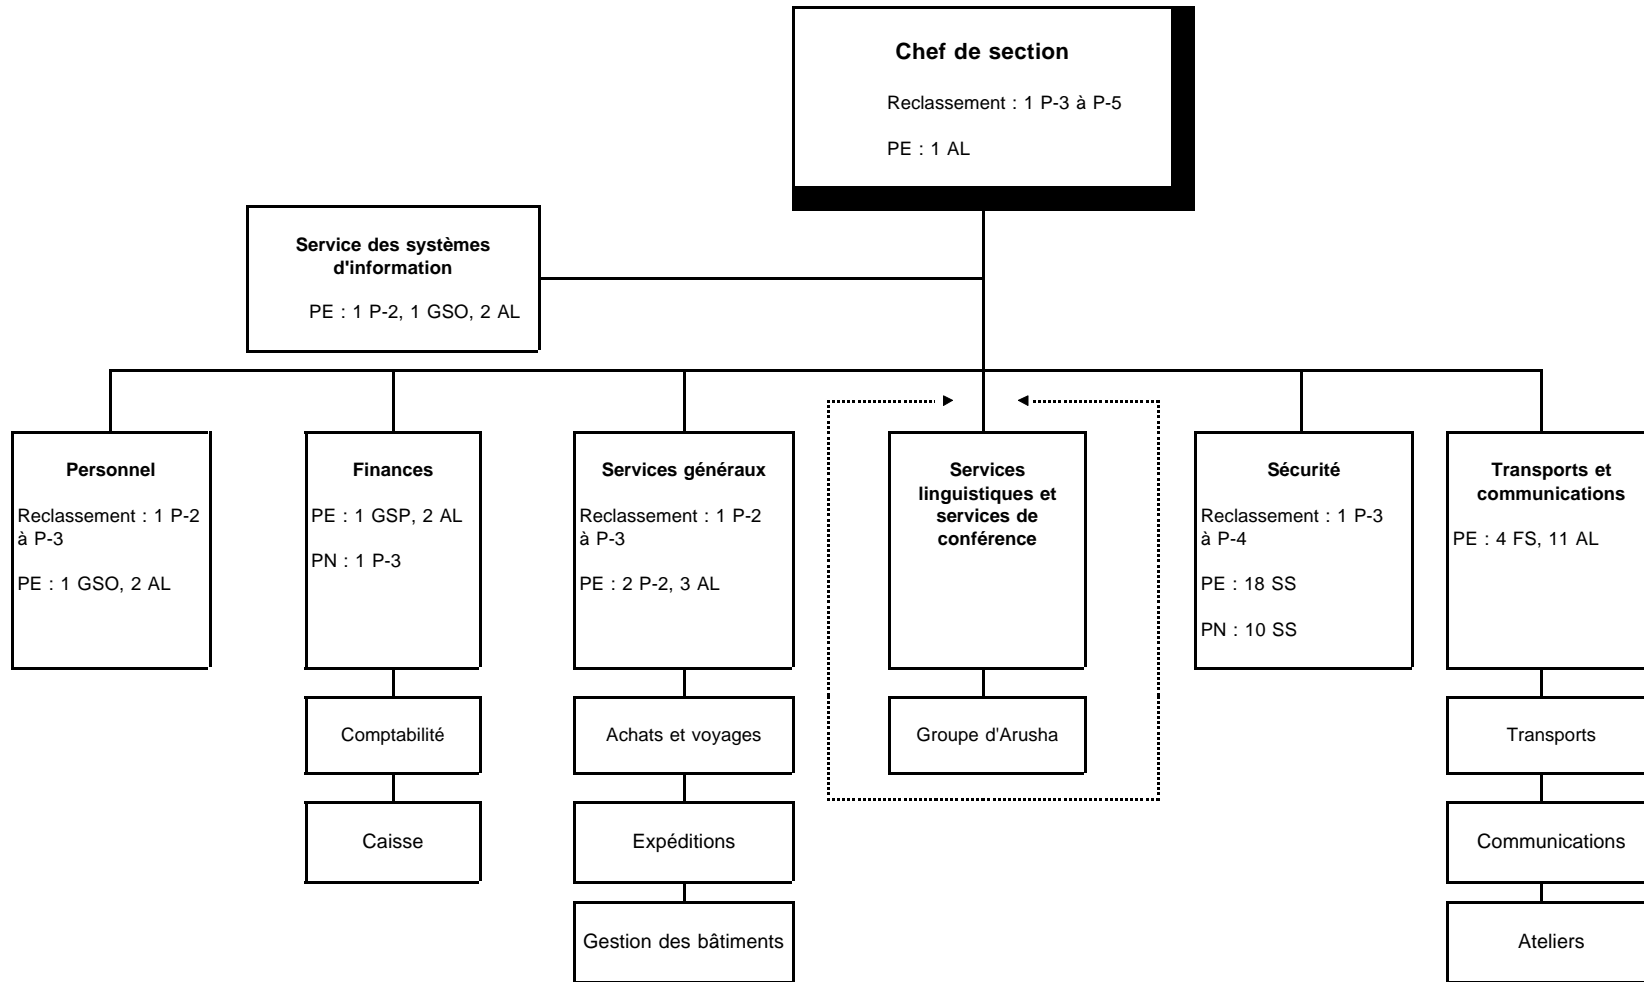 Chef de section
Reclassement : 1 P-3 à P-5
PE : 1 AL
Service des systèmes
d'information
PE : 1 P-2, 1 GSO, 2 AL
Personnel
Reclassement : 1 P-2
à P-3
PE : 1 GSO, 2 AL
Finances
PE : 1 GSP, 2 AL
PN : 1 P-3
Services généraux
Reclassement : 1 P-2
à P-3
PE : 2 P-2, 3 AL
Services
linguistiques et
services de
conférence
Sécurité
Reclassement : 1 P-3
à P-4
PE : 18 SS
PN : 10 SS
Transports et
communications
PE : 4 FS, 11 AL
Comptabilité
Achats et voyages
Groupe d'Arusha
Transports
Caisse
Expéditions
Communications
Gestion des bâtiments
Ateliers